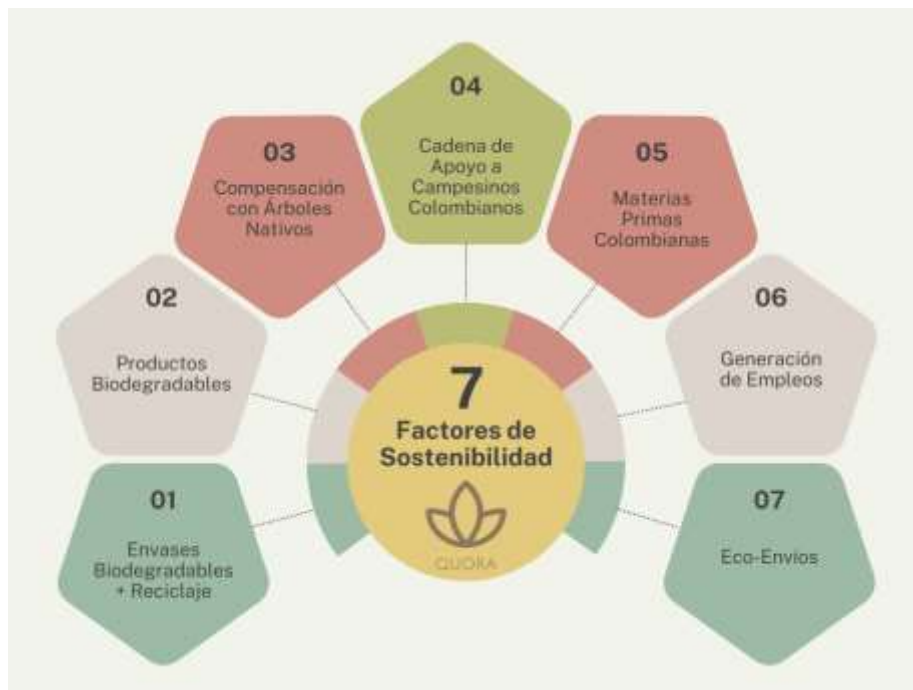 01
Envases
Biodegradables
+ Reciclaje
02
Productos
Biodegradables
03
Compensación
con Árboles
Nativos
04
Cadena de
Apoyo a
Campesinos
Colombianos
05
Materias
Primas
Colombianas
06
Generación
de Empleos
07
Eco-Envíos
7
Factores de
Sostenibilidad
QUORA